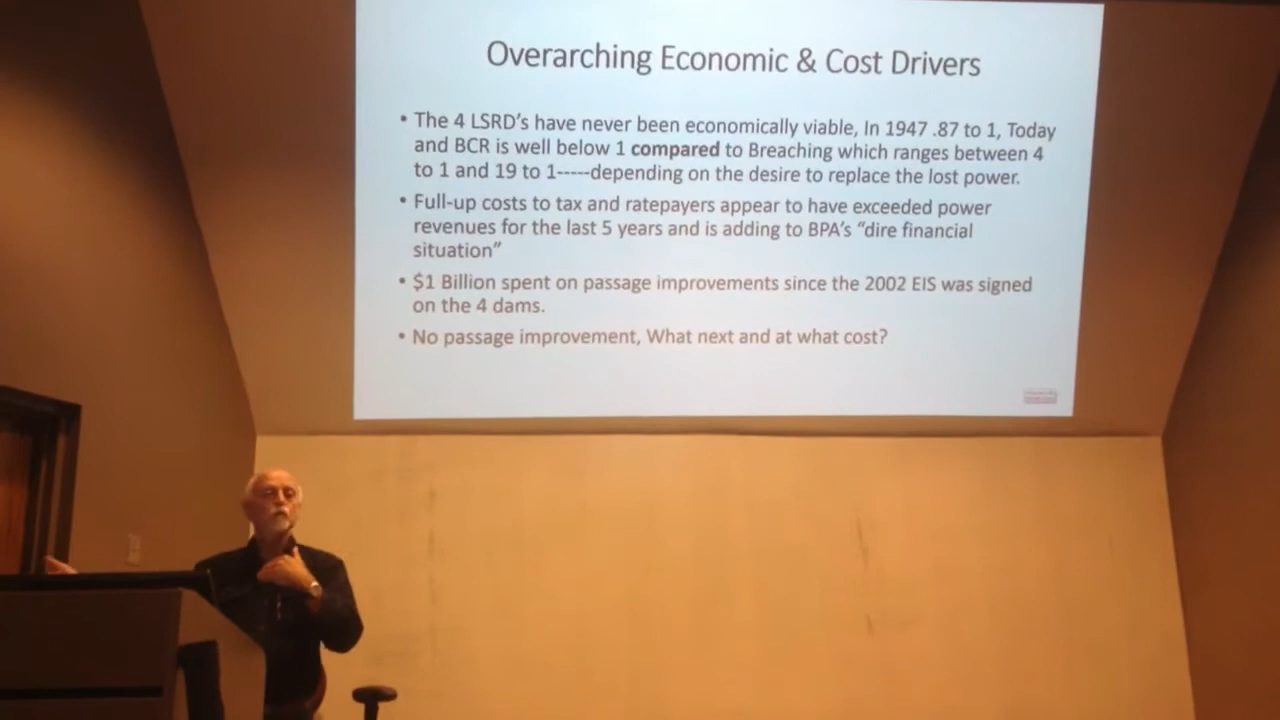 Overarching Economic & Cost Drivers
• The 4 LSRD's have never been economically viable, In 1947 .87 to 1, Today
and BCR is well below 1 compared to Breaching which ranges between 4
to 1 and 19 to 1-----depending on the desire to replace the lost power.
• Full-up costs to tax and ratepayers appear to have exceeded power
revenues for the last 5 years and is adding to BPA's "dire financial
situation"
• $1 Billion spent on passage improvements since the 2002 EIS was signed
on the 4 dams.
• No passage improvement, What next and at what cost?